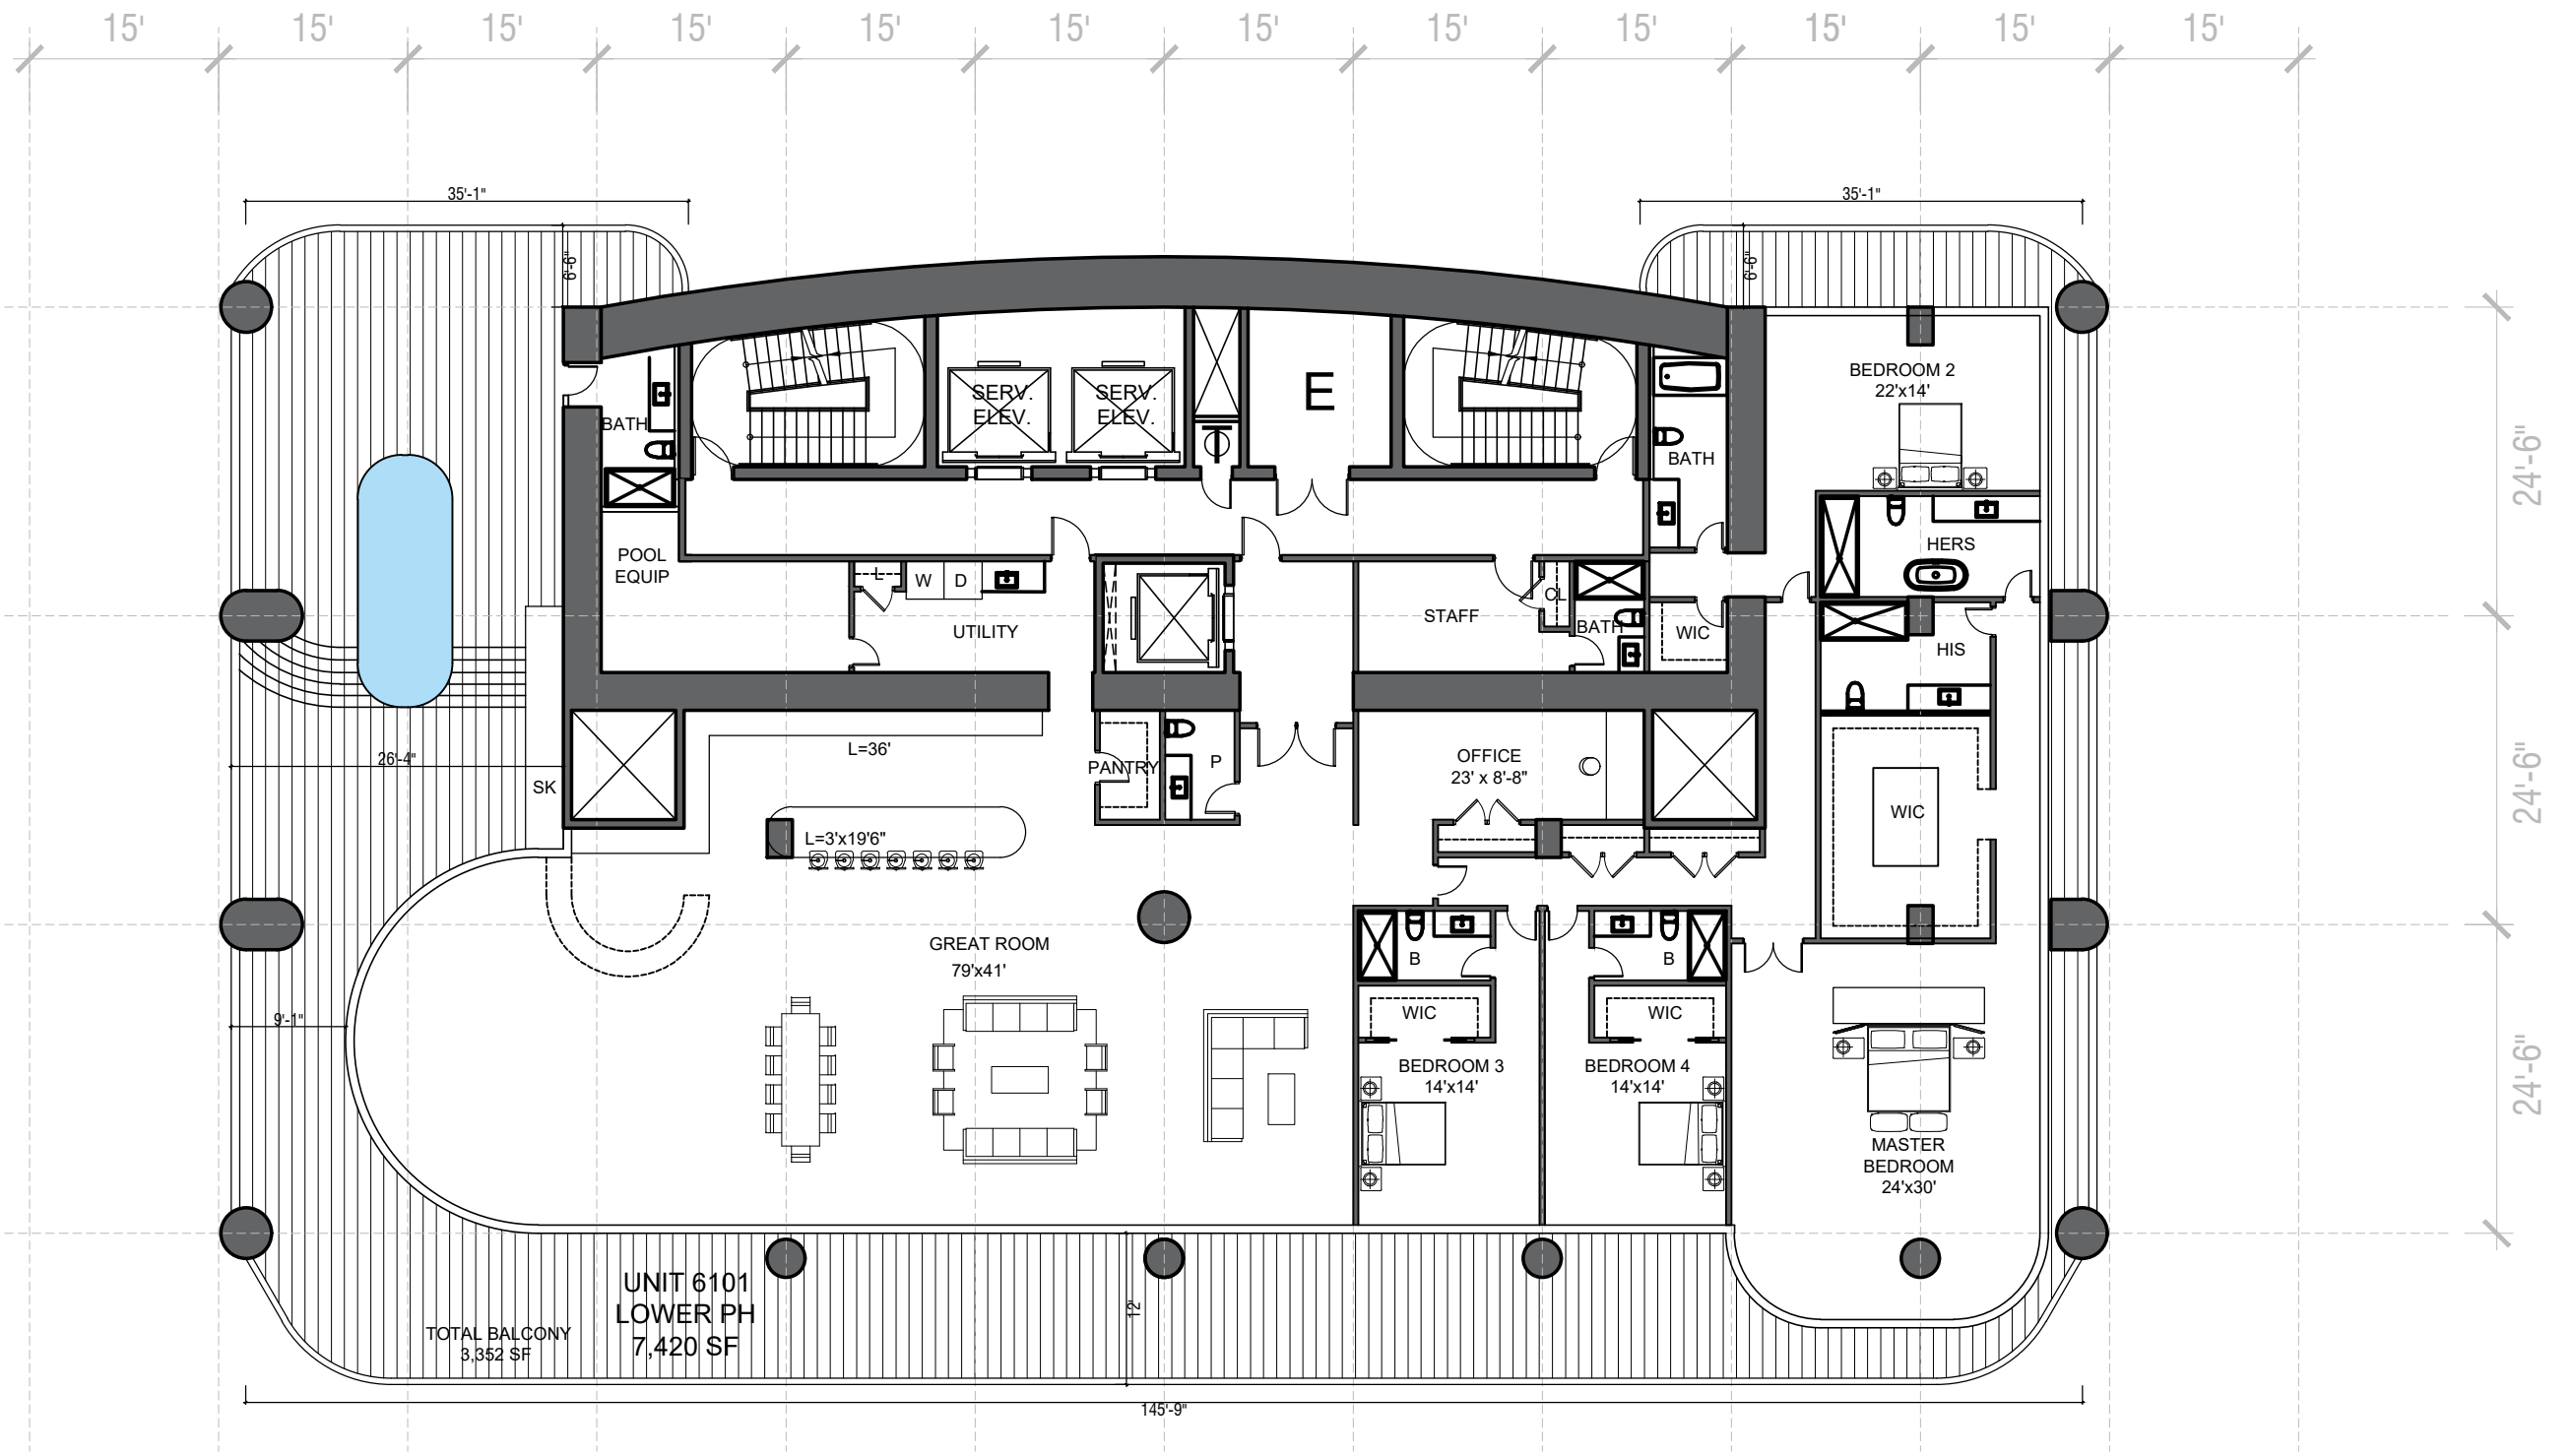 15'
15'
15'
15'
15'
15'
15'
15'
15'
15'
15'
15'
35'-1"
35'-1"
6'-6"
6'-6"
BEDROOM 2
22'x14'
SERV.
ELEV.
SERV.
ELEV.
E
BATH
BATH
24'-6"
POOL
EQUIP
L
W
D
HERS
CL
STAFF
BATH
WIC
UTILITY
HIS
L=36'
26'-4"
SK
PANTRY
P
OFFICE
23' x 8'-8"
24'-6"
WIC
L=3'x19'6"
GREAT ROOM
79'x41'
B
B
9'-1"
WIC
WIC
BEDROOM 3
14'x14'
BEDROOM 4
14'x14'
24'-6"
MASTER
BEDROOM
24'x30'
UNIT 6101
LOWER PH
7,420 SF
12'
TOTAL BALCONY
3,352 SF
145'-9"